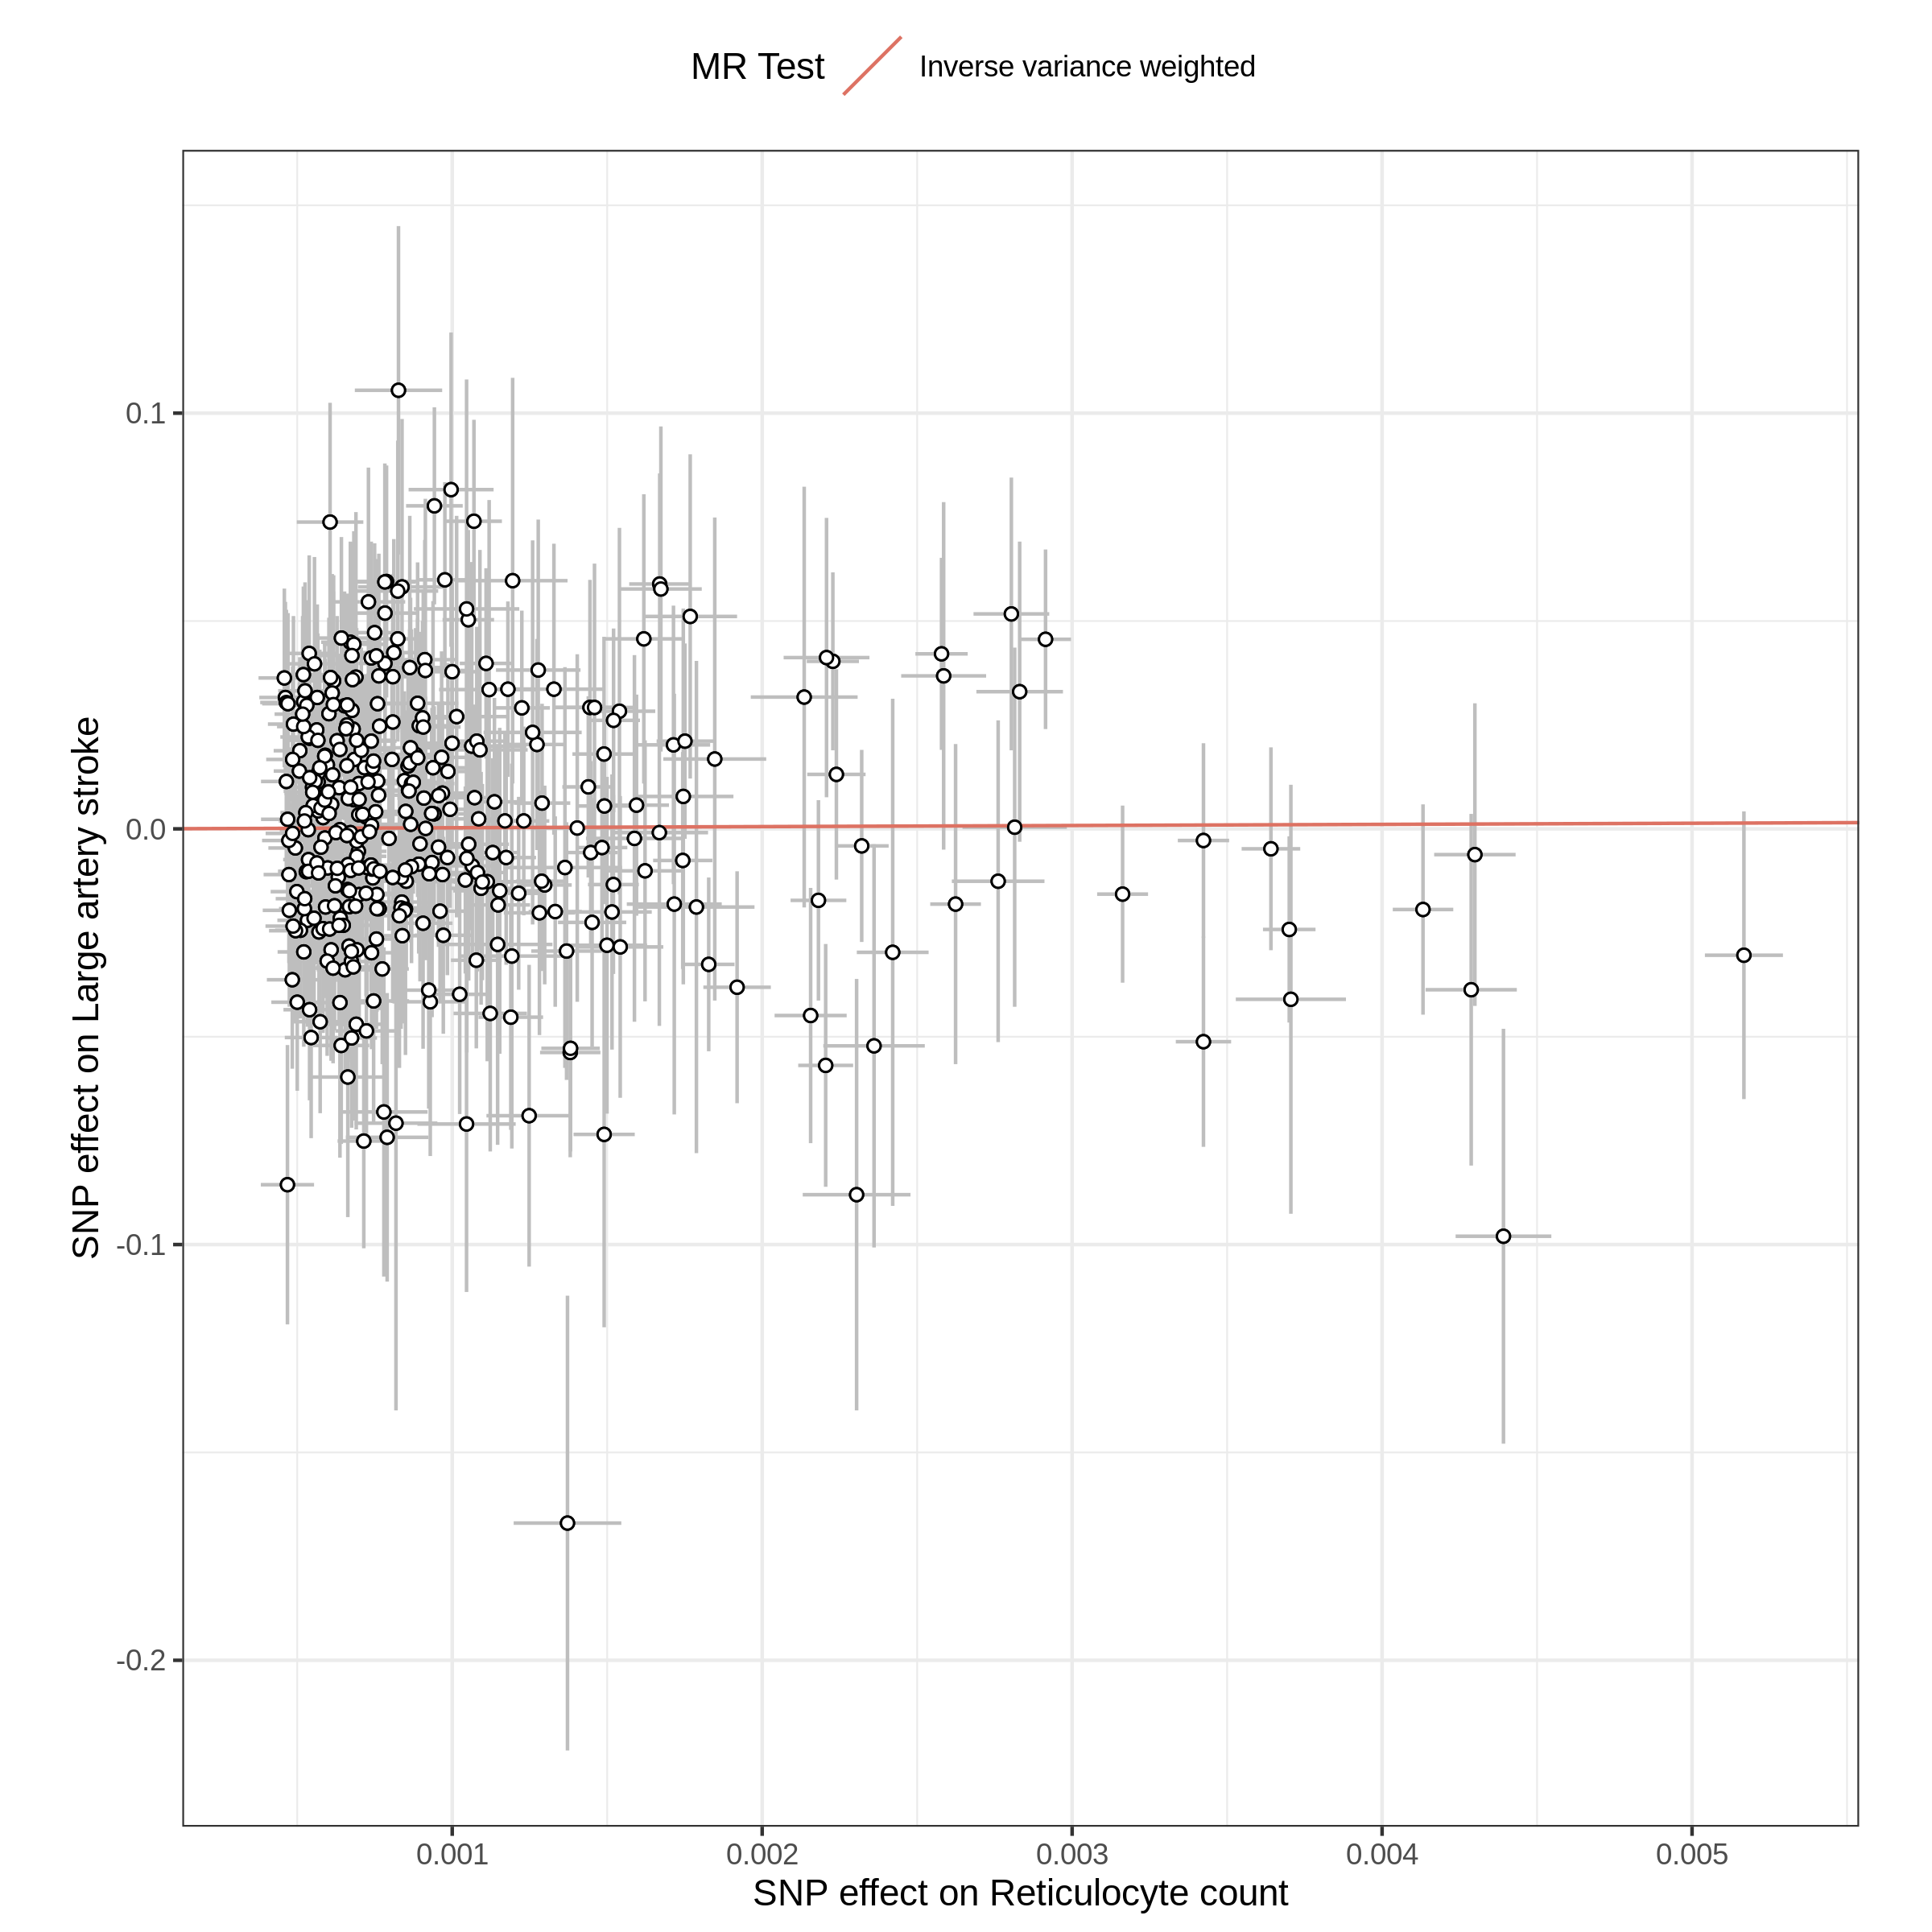 MR Test
Inverse variance weighted
SNP effect on Large artery stroke
0.1
0.0
-0.1
-0.2
0.001 0.002 0.003 0.004 0.005
SNP effect on Reticulocyte count